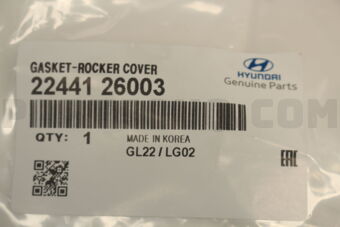 GASKET-ROCKER COVER
22441 26003
HYUNDAI
Genuine Parts
QTY: 1
MADE IN KOREA
GL22 / LG02
EAC